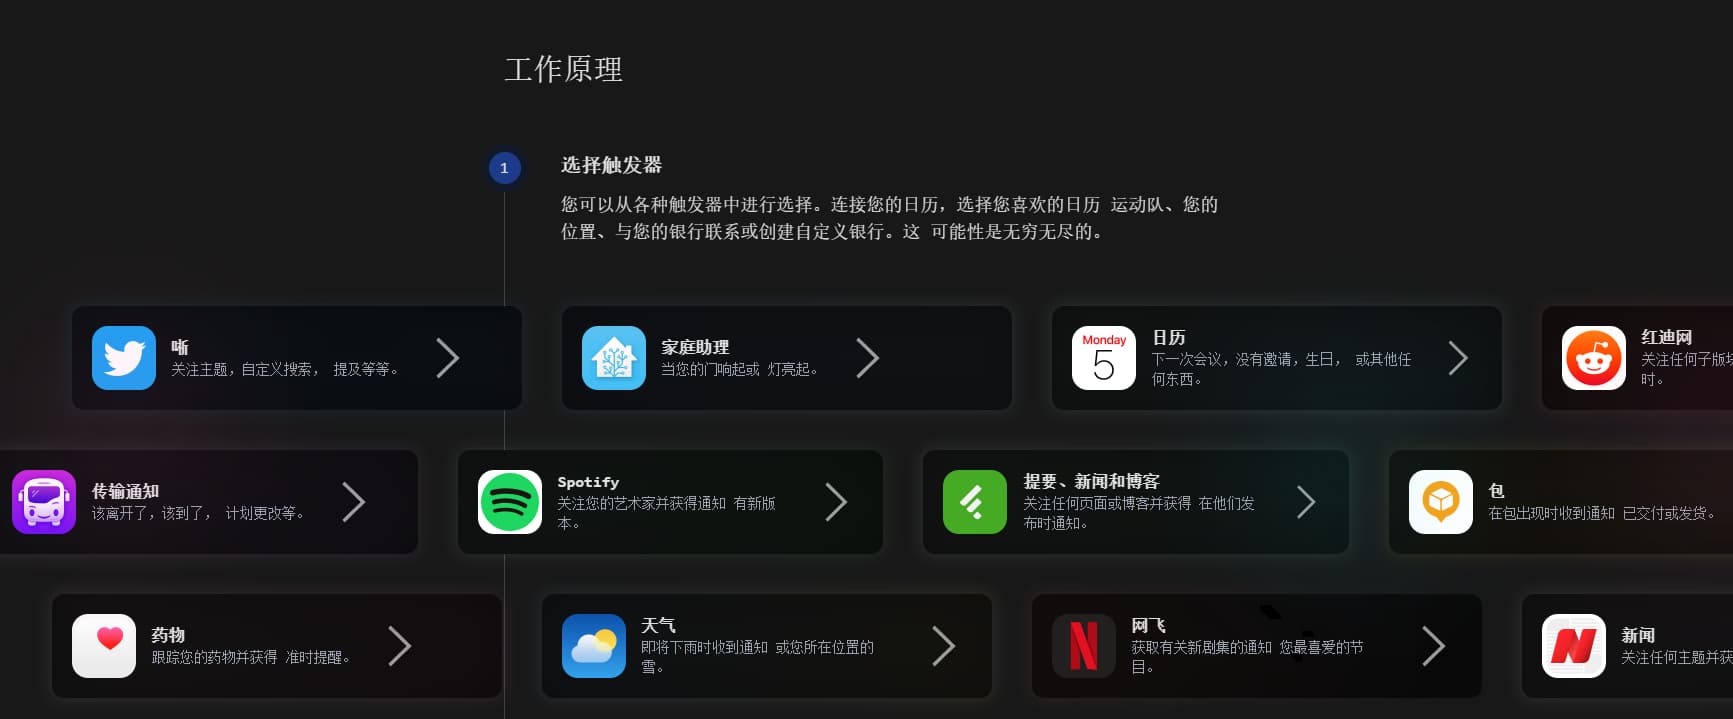 工作原理
1
选择触发器
您可以从各种触发器中进行选择。连接您的日历，选择您喜欢的日历 运动队、您的
位置、与您的银行联系或创建自定义银行。这 可能性是无穷无尽的。
唽
关注主题，自定义搜索， 提及等等。
家庭助理
当您的门响起或 灯亮起。
Monday
5
日历
下一次会议，没有邀请，生日， 或其他任
何东西。
红迪网
关注任何子版块
时。
传输通知
该离开了，该到了， 计划更改等。
Spotify
关注您的艺术家并获得通知 有新版
本。
提要、新闻和博客
关注任何页面或博客并获得 在他们发
布时通知。
包
在包出现时收到通知 已交付或发货。
药物
跟踪您的药物并获得 准时提醒。
天气
即将下雨时收到通知 或您所在位置的
雪。
网飞
获取有关新剧集的通知 您最喜爱的节
目。
新闻
关注任何主题并获